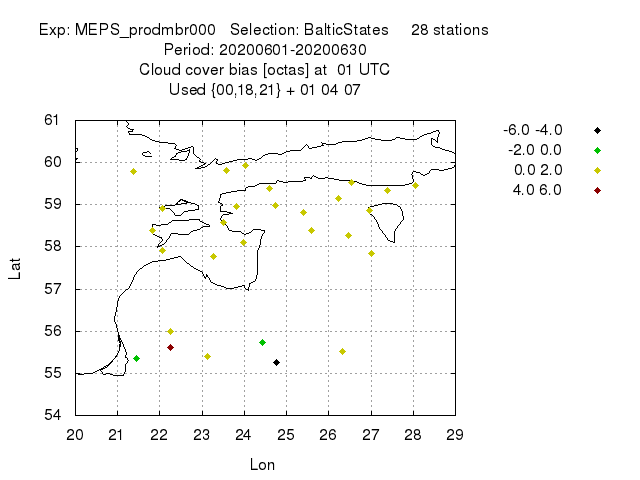 Exp: MEPS_prodmbr000 Selection: BalticStates 28 stations
Period: 20200601-20200630
Cloud cover bias [octas] at 01 UTC
Used {00,18,21} + 01 04 07
-6.0 -4.0
-2.0 0.0
0.0 2.0
4.0 6.0
61
60
59
58
57
56
55
54
Lat
20 21 22 23 24 25 26 27 28 29
Lon